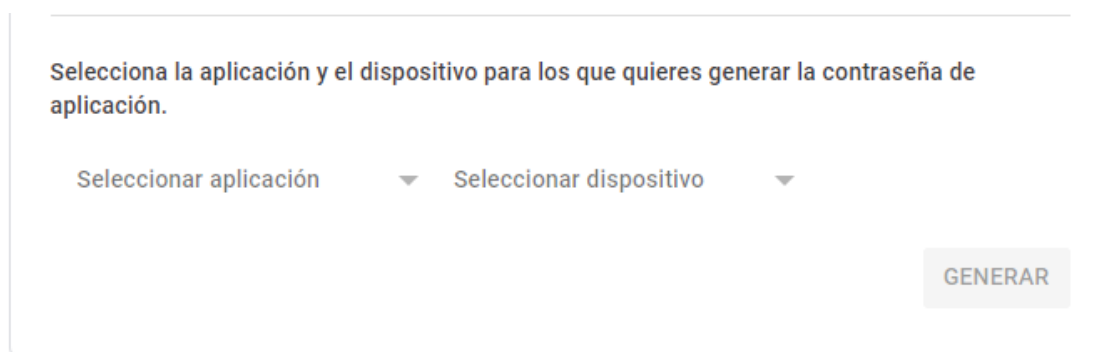 Selecciona la aplicación y el dispositivo para los que quieres generar la contraseña de
aplicación.
Seleccionar aplicación Seleccionar dispositivo
GENERAR